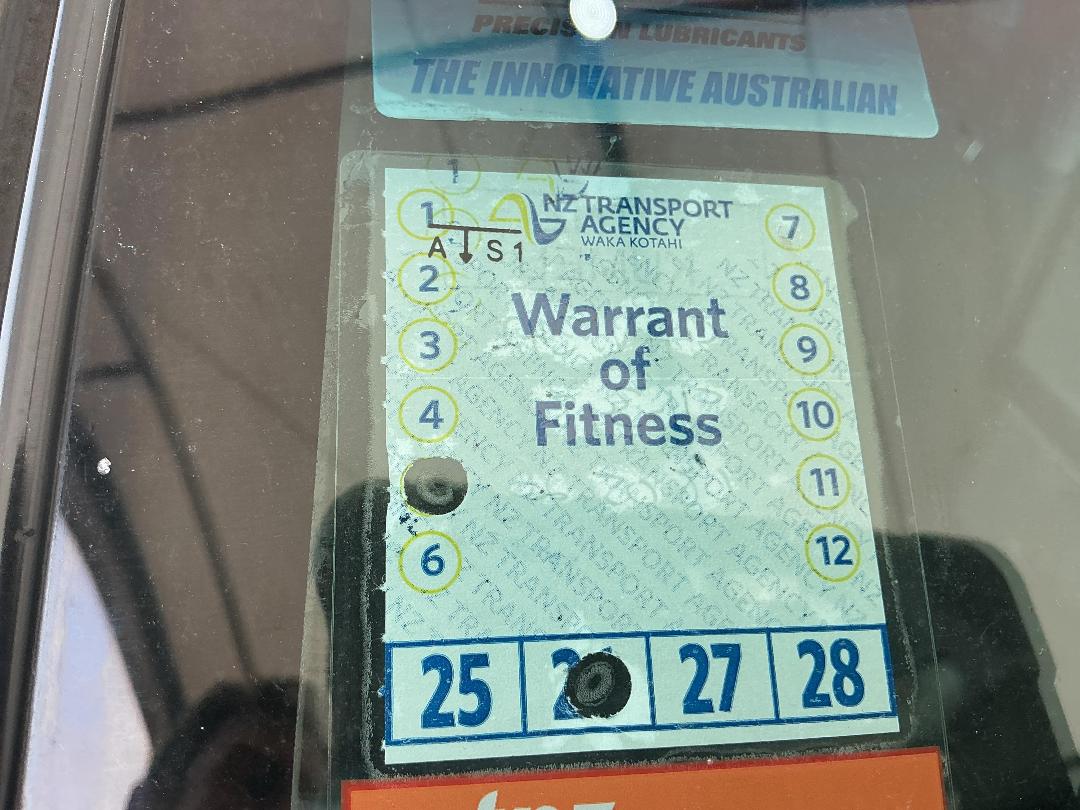 PRECISION LUBRICANTS
THE INNOVATIVE AUSTRALIAN
1
1
NZ TRANSPORT
AGENCY
WAKA KOTAHI
7
A S1
2
8
Warrant
of
Fitness
3
9
4
10
11
6
12
25
27
28